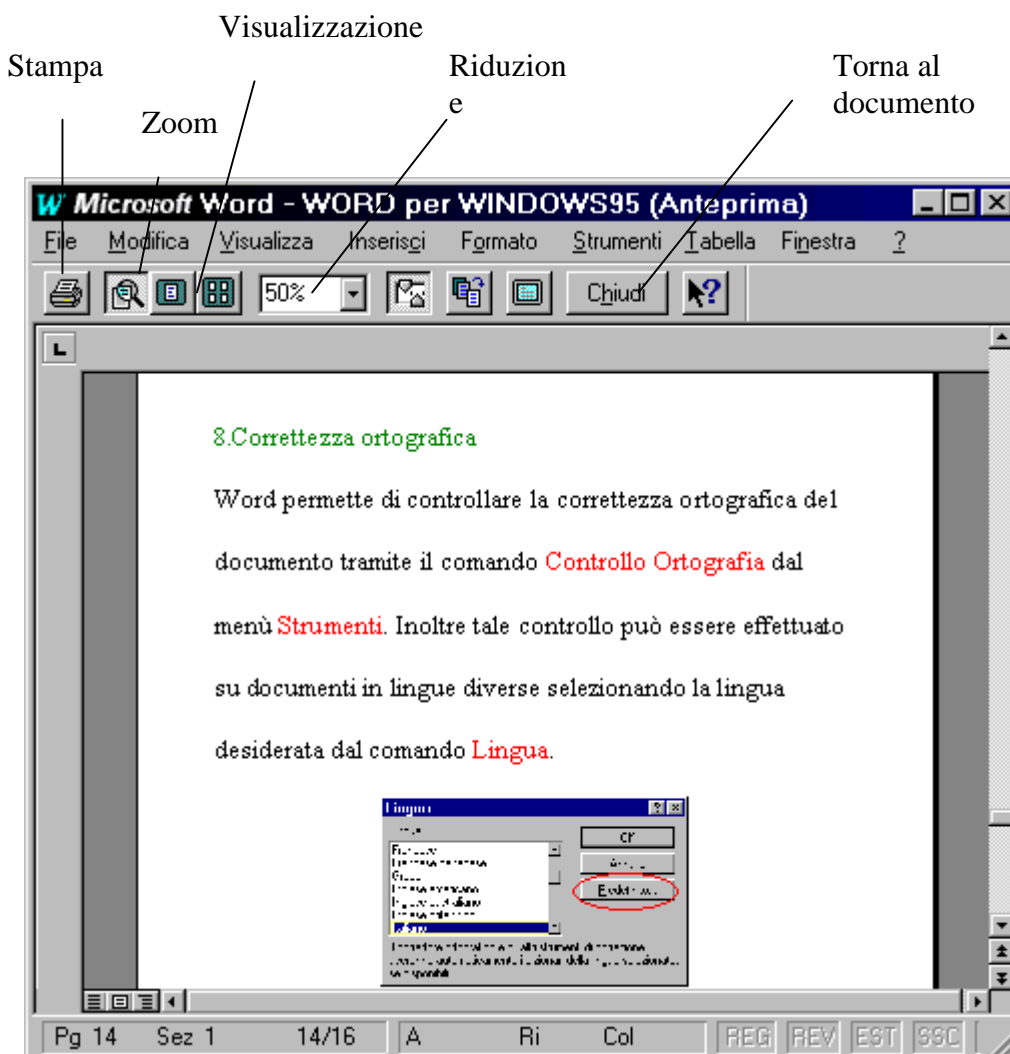 Visualizzazione
Stampa
Riduzion
e
Torna al
documento
Zoom
Microsoft Word - WORD per WINDOWS95 (Anteprima)
File Modifica Visualizza Inserisci Formato Strumenti Tabella Finestra ?
50% Chiudi
8.Correttezza ortografica
Word permette di controllare la correttezza ortografica del
documento tramite il comando Controllo Ortografia dal
menù Strumenti. Inoltre tale controllo può essere effettuato
su documenti in lingue diverse selezionando la lingua
desiderata dal comando Lingua.
Lingua
OK
Italiano
Pg 14 Sez 1 14/16 A Ri Col REG REV EST SSC